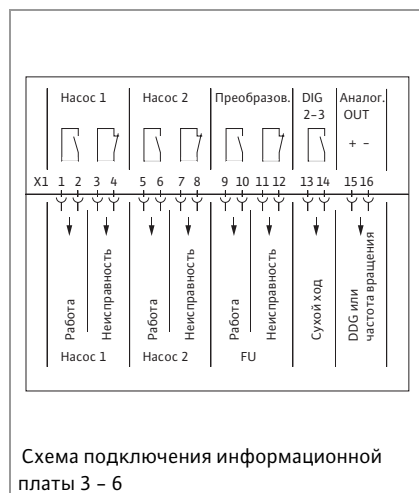 Насос 1 Насос 2 Преобразов. DIG 2-3 Аналог. OUT
+ -
X1 1 2 3 4 5 6 7 8 9 10 11 12 13 14 15 16
Работа Неисправность Работа Неисправность Работа Неисправность Сухой ход DDG или частота вращения
Насос 1 Насос 2 FU
Схема подключения информационной
платы 3 – 6